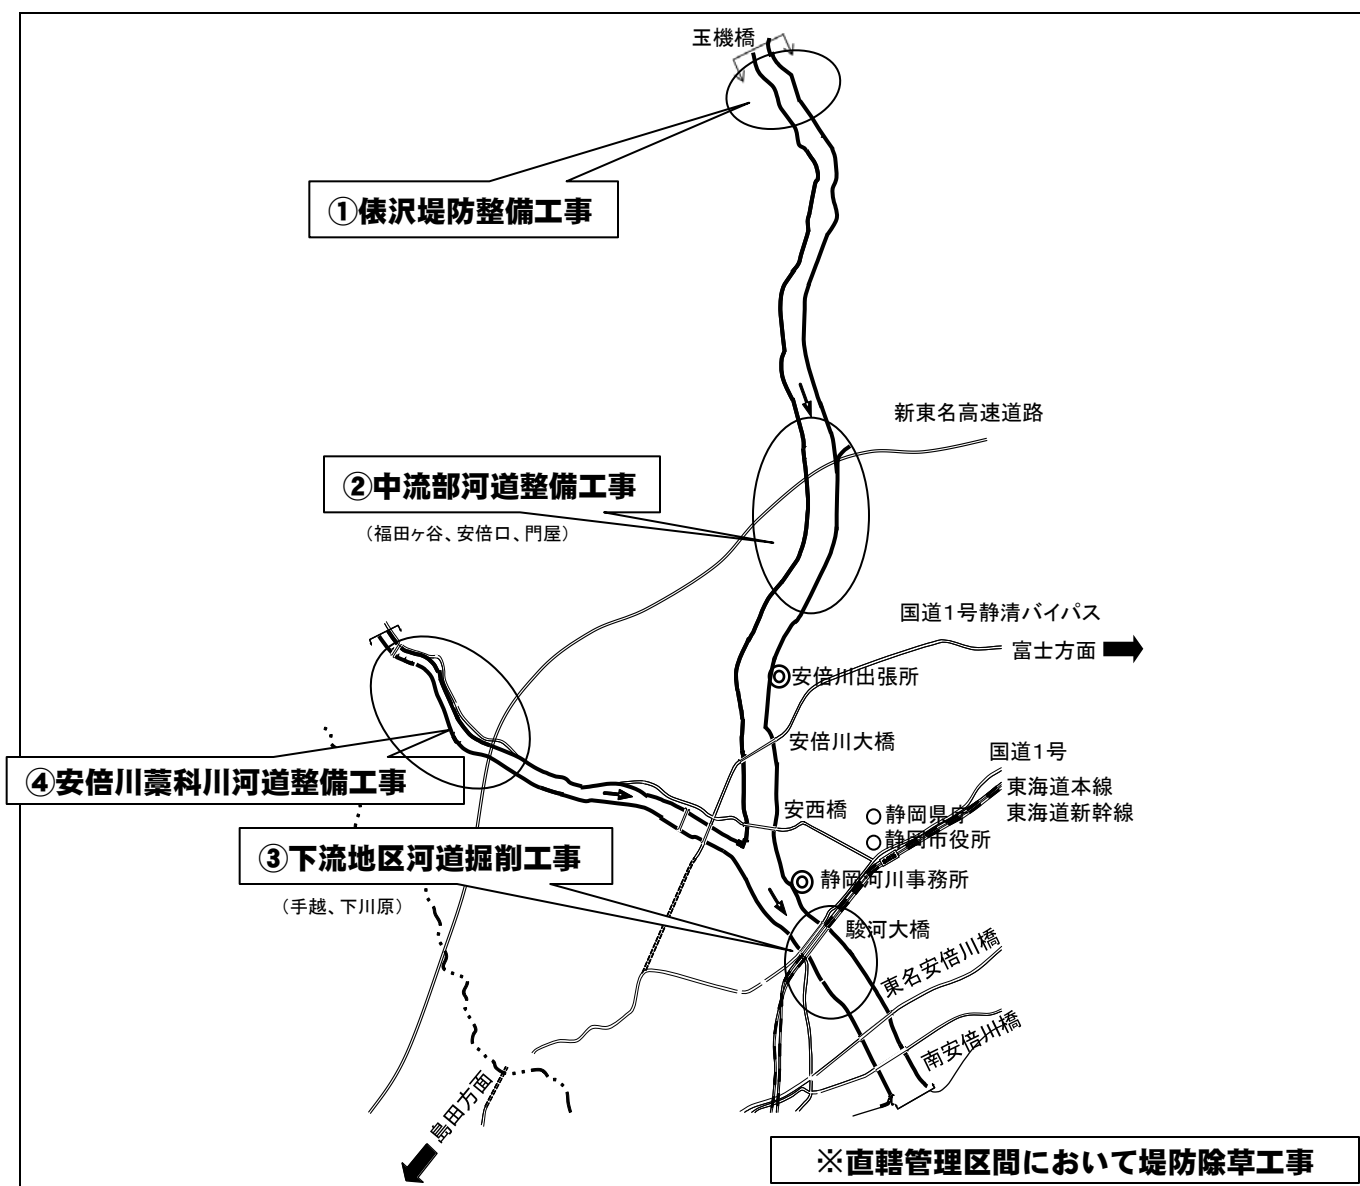 玉機橋
①俵沢堤防整備工事
新東名高速道路
②中流部河道整備工事
（福田ヶ谷、安倍口、門屋）
国道1号静清バイパス
富士方面
安倍川出張所
安倍川大橋
国道1号
④安倍川藁科川河道整備工事
東海道本線
東海道新幹線
安西橋
静岡県庁
静岡市役所
③下流地区河道掘削工事
（手越、下川原）
静岡河川事務所
駿河大橋
東名安倍川橋
南安倍川橋
島田方面
※直轄管理区間において堤防除草工事